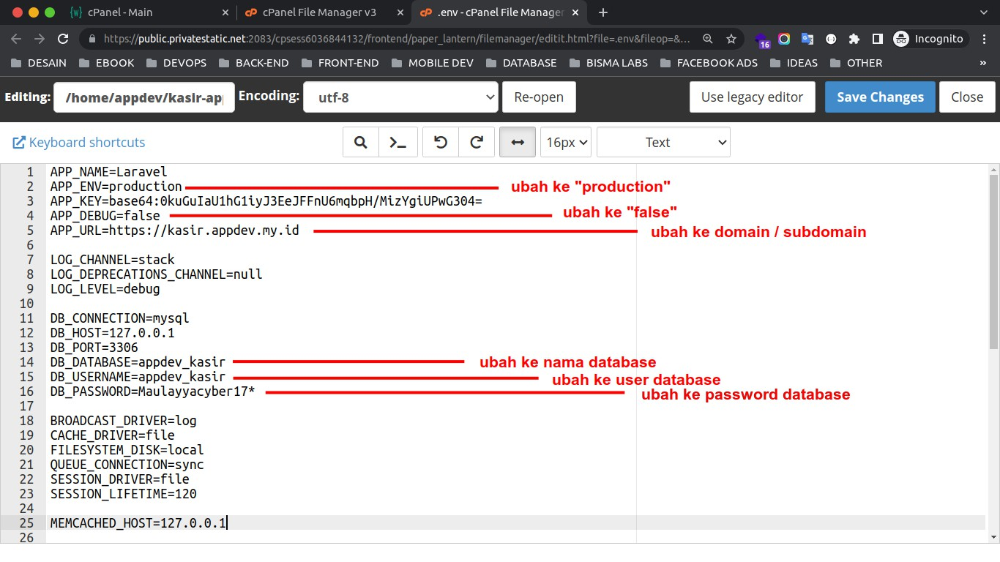 cPanel - Main
cPanel File Manager v3
.env - cPanel File Manager
https://public.privatestatic.net:2083/cpsess6036844132/frontend/paper_lantern/filemanager/editit.html?file=.env&fileop=&...
16
Incognito
DESAIN
EBOOK
DEVOPS
BACK-END
FRONT-END
MOBILE DEV
DATABASE
BISMA LABS
FACEBOOK ADS
IDEAS
OTHER
»
Editing: /home/appdev/kasir-ap
Encoding: utf-8
Re-open
Use legacy editor
Save Changes
Close
Keyboard shortcuts
16px
Text
1 APP_NAME=Laravel
2 APP_ENV=production ubah ke "production"
3 APP_KEY=base64:0kuGuIaU1hG1iyJ3EeJFFnU6mqbpH/MizYgiUPwG304=
4 APP_DEBUG=false ubah ke "false"
5 APP_URL=https://kasir.appdev.my.id ubah ke domain / subdomain
6
7 LOG_CHANNEL=stack
8 LOG_DEPRECATIONS_CHANNEL=null
9 LOG_LEVEL=debug
10
11 DB_CONNECTION=mysql
12 DB_HOST=127.0.0.1
13 DB_PORT=3306
14 DB_DATABASE=appdev_kasir ubah ke nama database
15 DB_USERNAME=appdev_kasir ubah ke user database
16 DB_PASSWORD=Maulayyacyber17* ubah ke password database
17
18 BROADCAST_DRIVER=log
19 CACHE_DRIVER=file
20 FILESYSTEM_DISK=local
21 QUEUE_CONNECTION=sync
22 SESSION_DRIVER=file
23 SESSION_LIFETIME=120
24
25 MEMCACHED_HOST=127.0.0.1
26